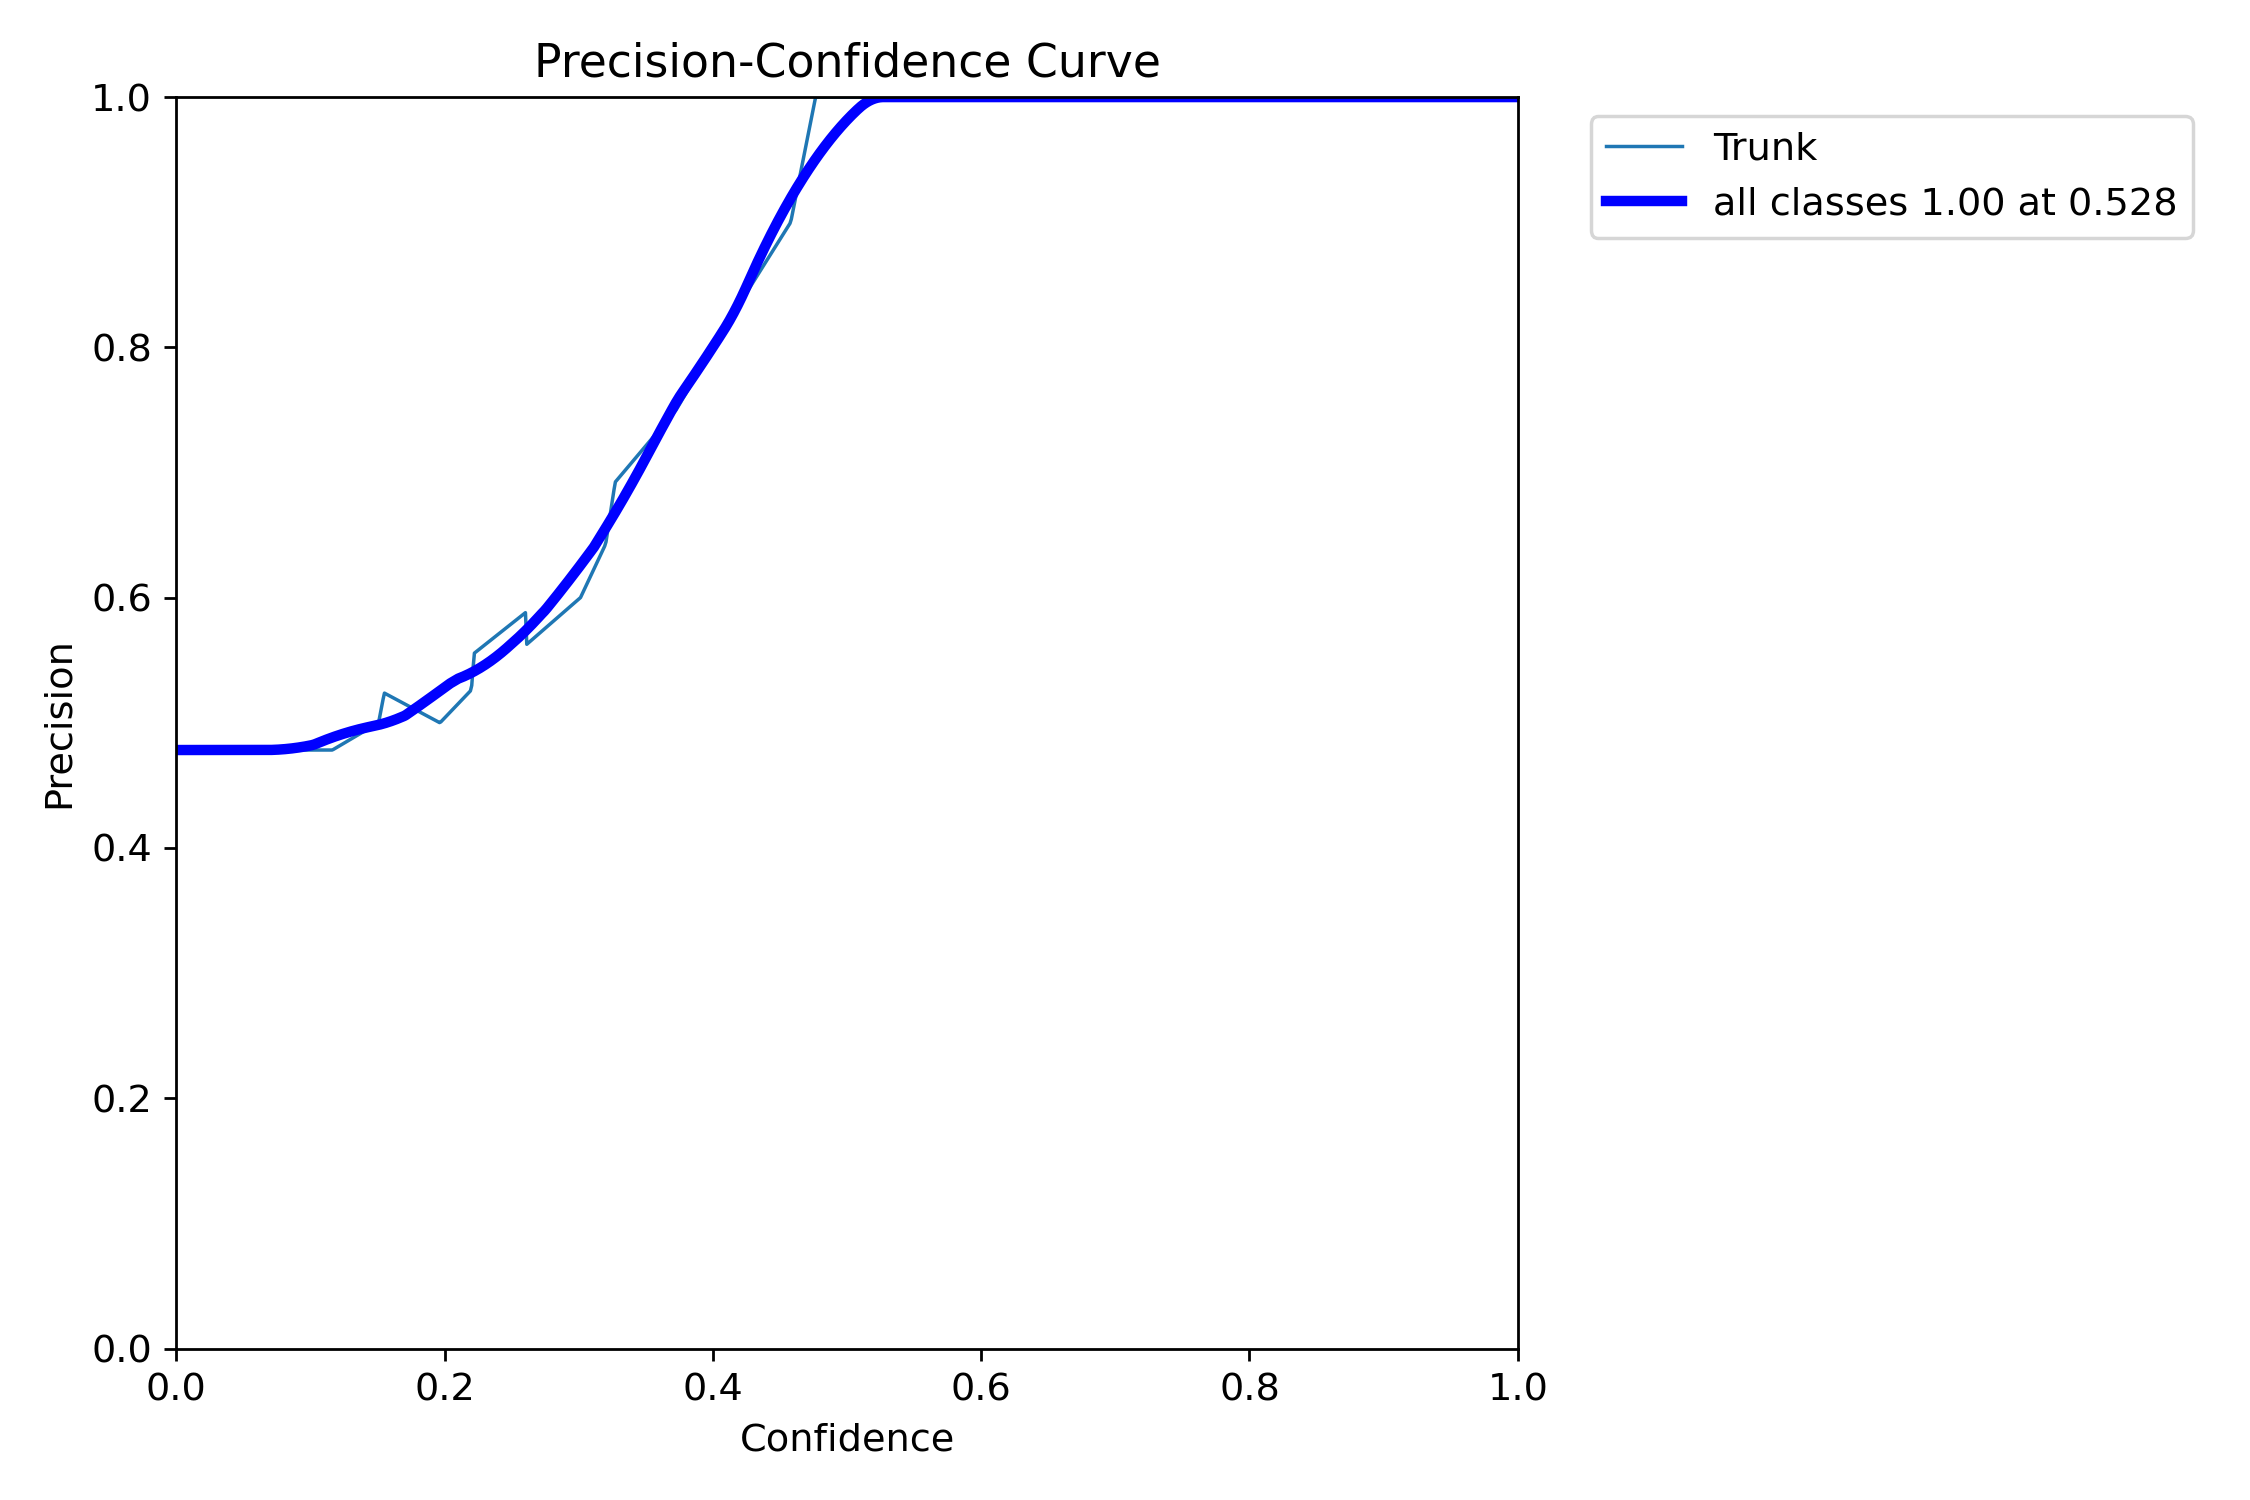 Precision-Confidence Curve
Trunk
all classes 1.00 at 0.528
Precision
1.0
0.8
0.6
0.4
0.2
0.0
0.0 0.2 0.4 0.6 0.8 1.0
Confidence